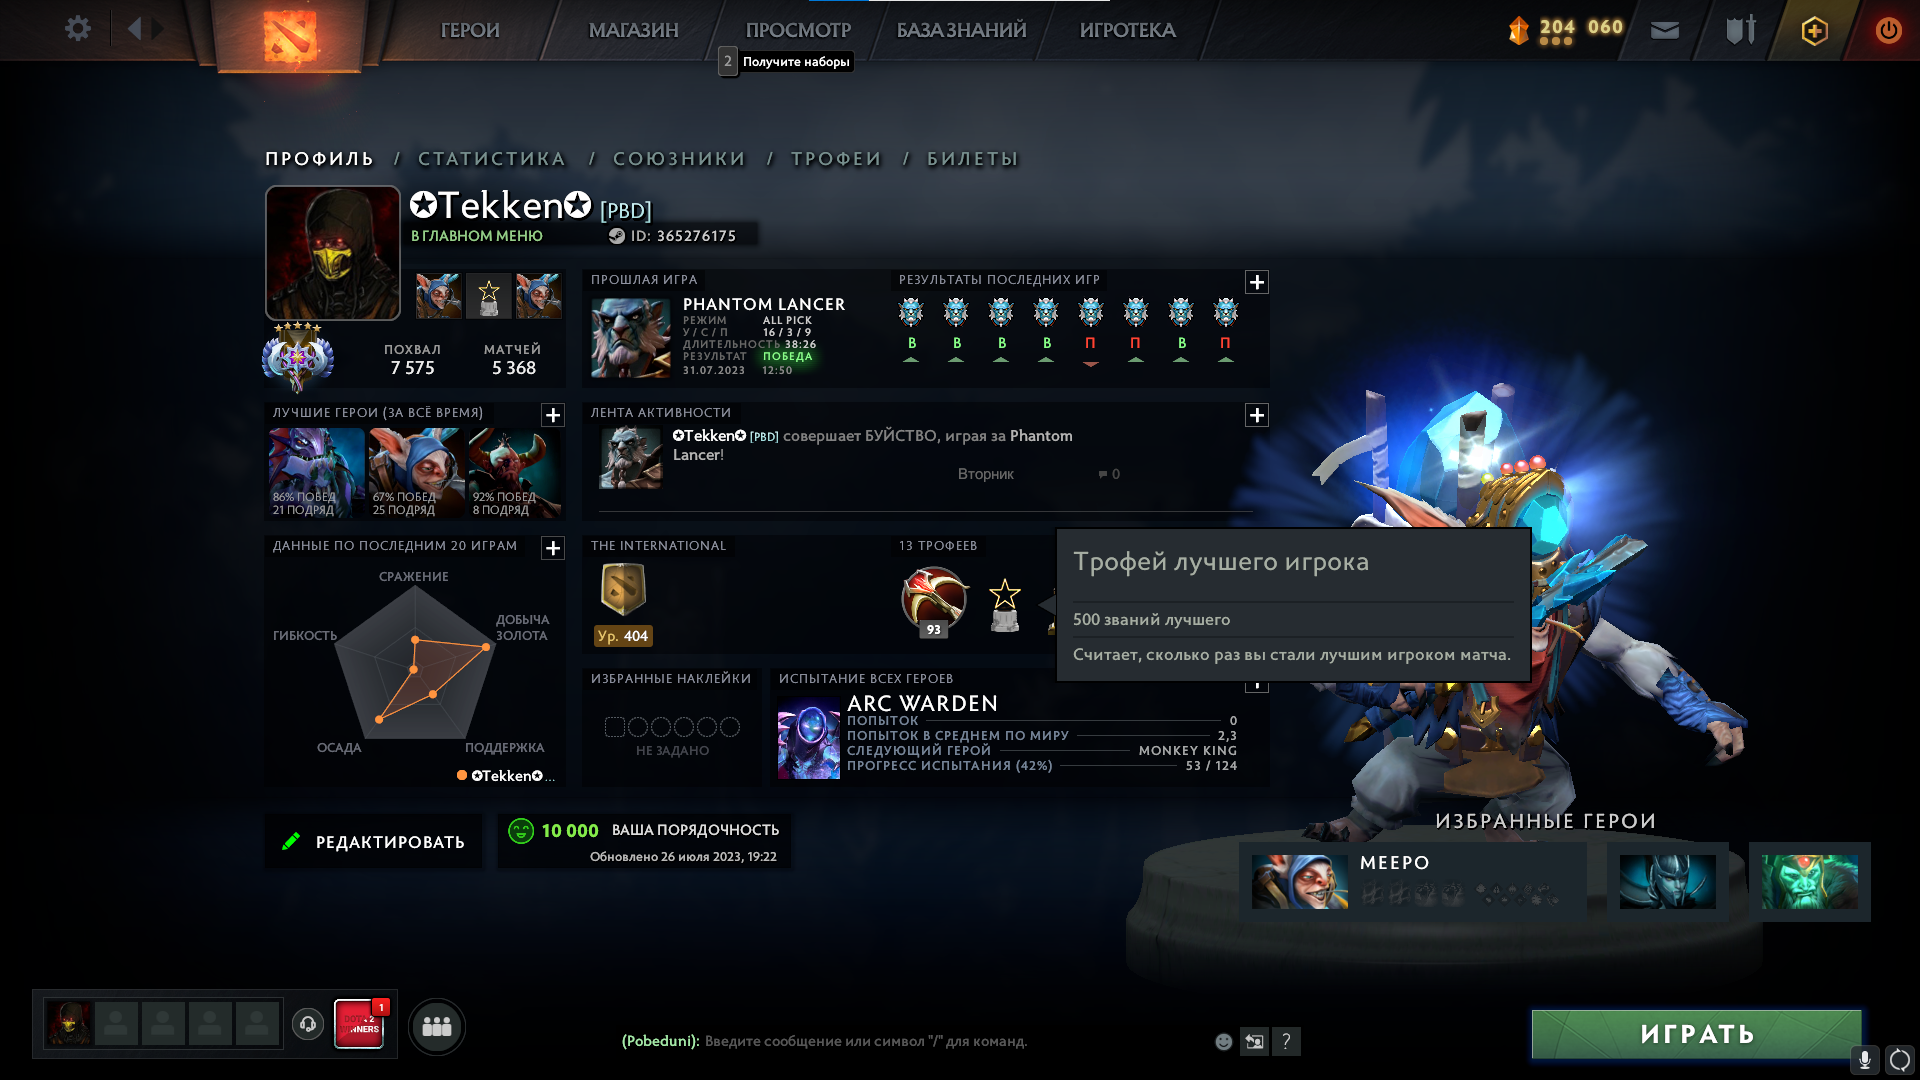 ГЕРОИ
МАГАЗИН
ПРОСМОТР
БАЗА ЗНАНИЙ
ИГРОТЕКА
204 060
2 Получите наборы
ПРОФИЛЬ / СТАТИСТИКА / СОЮЗНИКИ / ТРОФЕИ / БИЛЕТЫ
✪Tekken✪ [PBD]
В ГЛАВНОМ МЕНЮ
ID: 365276175
ПОХВАЛ
7 575
МАТЧЕЙ
5 368
ПРОШЛАЯ ИГРА
PHANTOM LANCER
РЕЖИМ ALL PICK
У / С / П 16 / 3 / 9
ДЛИТЕЛЬНОСТЬ 38:26
РЕЗУЛЬТАТ ПОБЕДА
31.07.2023 12:50
РЕЗУЛЬТАТЫ ПОСЛЕДНИХ ИГР
В В В В П П В П
ЛУЧШИЕ ГЕРОИ (ЗА ВСЁ ВРЕМЯ)
86% ПОБЕД
21 ПОДРЯД
67% ПОБЕД
25 ПОДРЯД
92% ПОБЕД
8 ПОДРЯД
ЛЕНТА АКТИВНОСТИ
✪Tekken✪ [PBD] совершает БУЙСТВО, играя за Phantom
Lancer!
Вторник
0
ДАННЫЕ ПО ПОСЛЕДНИМ 20 ИГРАМ
СРАЖЕНИЕ
ДОБЫЧА
ЗОЛОТА
ГИБКОСТЬ
ОСАДА
ПОДДЕРЖКА
✪Tekken✪ ...
THE INTERNATIONAL
Ур. 404
13 ТРОФЕЕВ
93
Трофей лучшего игрока
500 званий лучшего
Считает, сколько раз вы стали лучшим игроком матча.
ИЗБРАННЫЕ НАКЛЕЙКИ
НЕ ЗАДАНО
ИСПЫТАНИЕ ВСЕХ ГЕРОЕВ
ARC WARDEN
ПОПЫТОК 0
ПОПЫТОК В СРЕДНЕМ ПО МИРУ 2,3
СЛЕДУЮЩИЙ ГЕРОЙ MONKEY KING
ПРОГРЕСС ИСПЫТАНИЯ (42%) 53 / 124
РЕДАКТИРОВАТЬ
10 000 ВАША ПОРЯДОЧНОСТЬ
Обновлено 26 июля 2023, 19:22
ИЗБРАННЫЕ ГЕРОИ
MEEPO
1
(Pobeduni): Введите сообщение или символ "/" для команд.
?
ИГРАТЬ